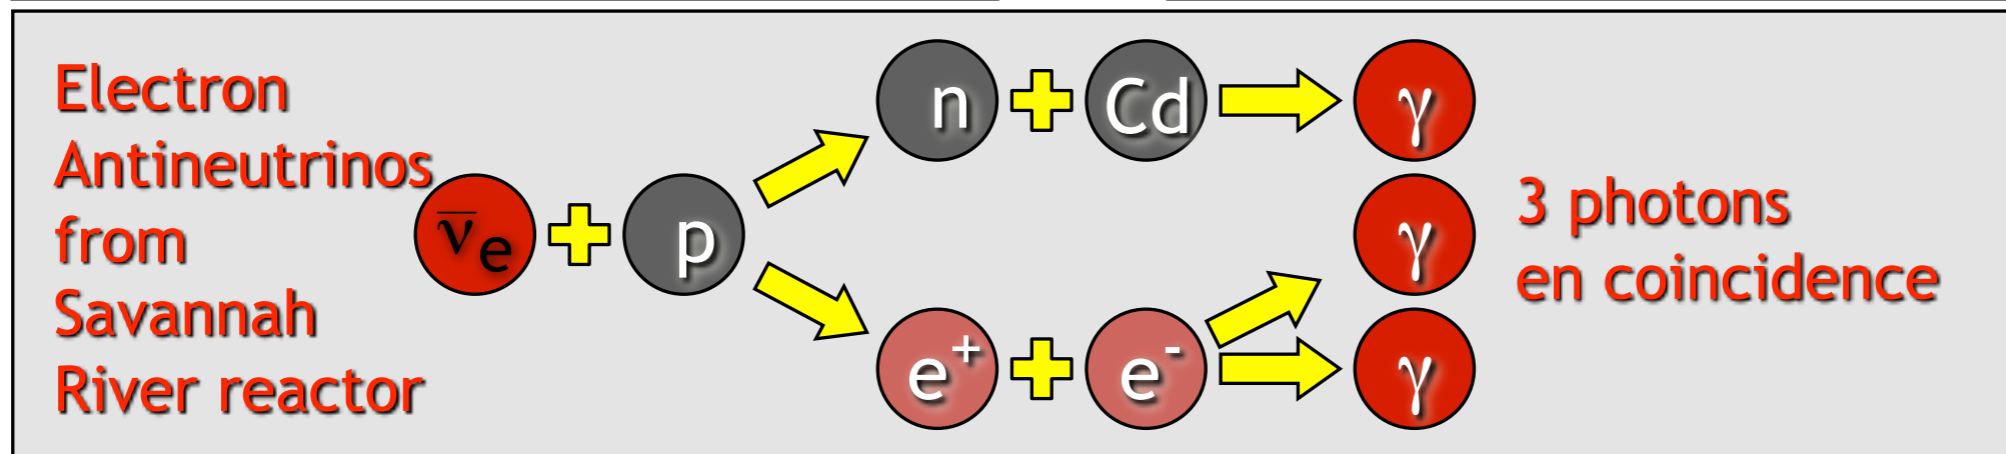 Electron
Antineutrinos
from
Savannah
River reactor
ν̅e + p
n + Cd γ
γ
e+ + e- γ
3 photons
en coincidence